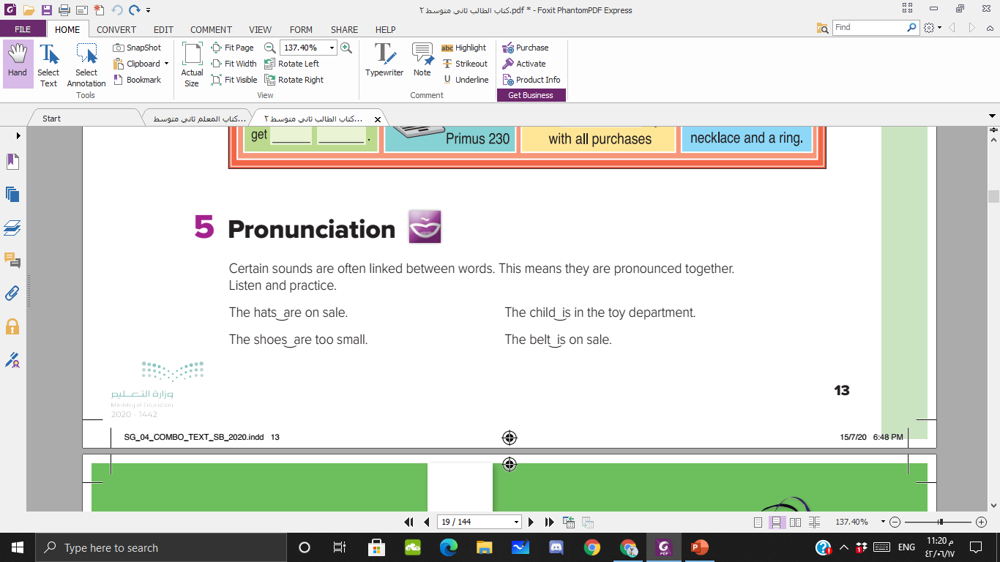 كتاب الطالب ثاني متوسط ٢.pdf * - Foxit PhantomPDF Express
FILE HOME CONVERT EDIT COMMENT VIEW FORM SHARE HELP Find
Hand
Select Text
Select Annotation
SnapShot
Clipboard
Bookmark
Tools
Actual Size
Fit Page
Fit Width
Fit Visible
137.40%
Rotate Left
Rotate Right
View
Typewriter
Note
Highlight
Strikeout
Underline
Comment
Purchase
Activate
Product Info
Get Business
Start
كتاب المعلم ثاني متوسط...
كتاب الطالب ثاني متوسط ٢...
get ______ ______ .
Primus 230
with all purchases
necklace and a ring.
5 Pronunciation
Certain sounds are often linked between words. This means they are pronounced together.
Listen and practice.
The hats are on sale. The child is in the toy department.
The shoes are too small. The belt is on sale.
وزارة التعليم
Ministry of Education
2020 - 1442
13
SG_04_COMBO_TEXT_SB_2020.indd 13 15/7/20 6:48 PM
19 / 144 137.40%
Type here to search
PDF
ENG
11:20 م
٤٢/٠٦/١٧